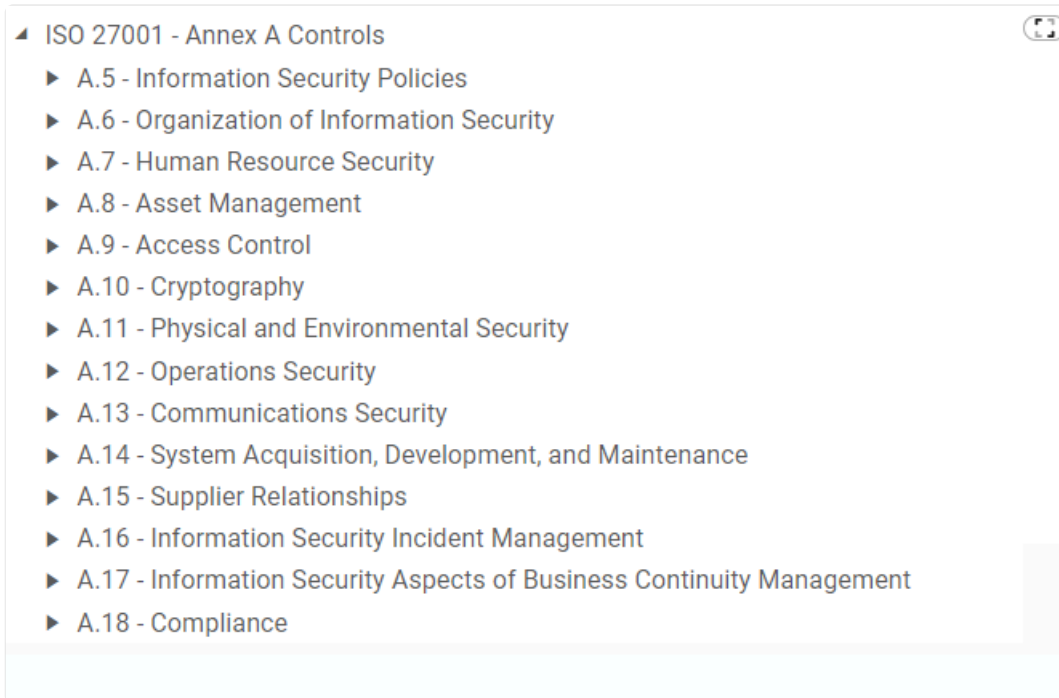 ISO 27001 - Annex A Controls
A.5 - Information Security Policies
A.6 - Organization of Information Security
A.7 - Human Resource Security
A.8 - Asset Management
A.9 - Access Control
A.10 - Cryptography
A.11 - Physical and Environmental Security
A.12 - Operations Security
A.13 - Communications Security
A.14 - System Acquisition, Development, and Maintenance
A.15 - Supplier Relationships
A.16 - Information Security Incident Management
A.17 - Information Security Aspects of Business Continuity Management
A.18 - Compliance